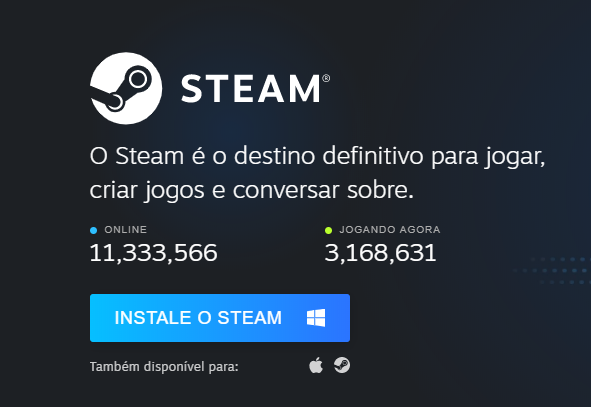 STEAM®
O Steam é o destino definitivo para jogar,
criar jogos e conversar sobre.
ONLINE
11,333,566
JOGANDO AGORA
3,168,631
INSTALE O STEAM
Também disponível para: